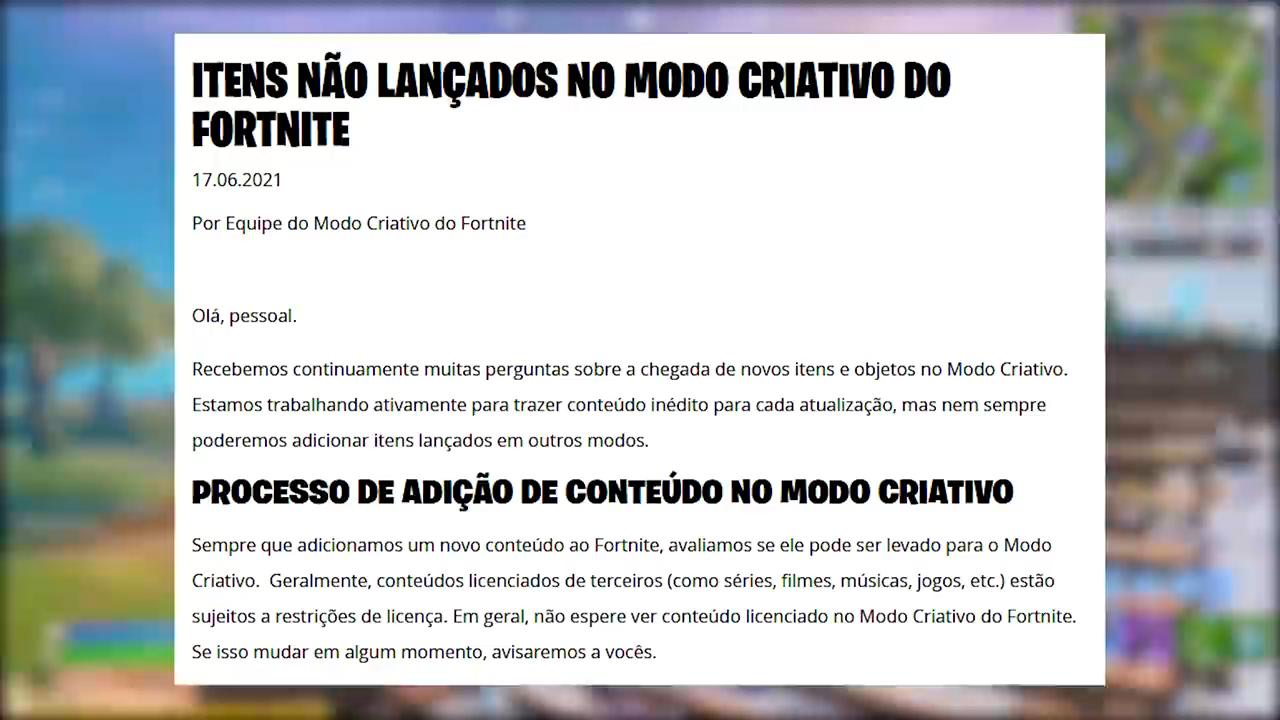 ITENS NÃO LANÇADOS NO MODO CRIATIVO DO
FORTNITE
17.06.2021
Por Equipe do Modo Criativo do Fortnite
Olá, pessoal.
Recebemos continuamente muitas perguntas sobre a chegada de novos itens e objetos no Modo Criativo.
Estamos trabalhando ativamente para trazer conteúdo inédito para cada atualização, mas nem sempre
poderemos adicionar itens lançados em outros modos.
PROCESSO DE ADIÇÃO DE CONTEÚDO NO MODO CRIATIVO
Sempre que adicionamos um novo conteúdo ao Fortnite, avaliamos se ele pode ser levado para o Modo
Criativo.  Geralmente, conteúdos licenciados de terceiros (como séries, filmes, músicas, jogos, etc.) estão
sujeitos a restrições de licença. Em geral, não espere ver conteúdo licenciado no Modo Criativo do Fortnite.
Se isso mudar em algum momento, avisaremos a vocês.